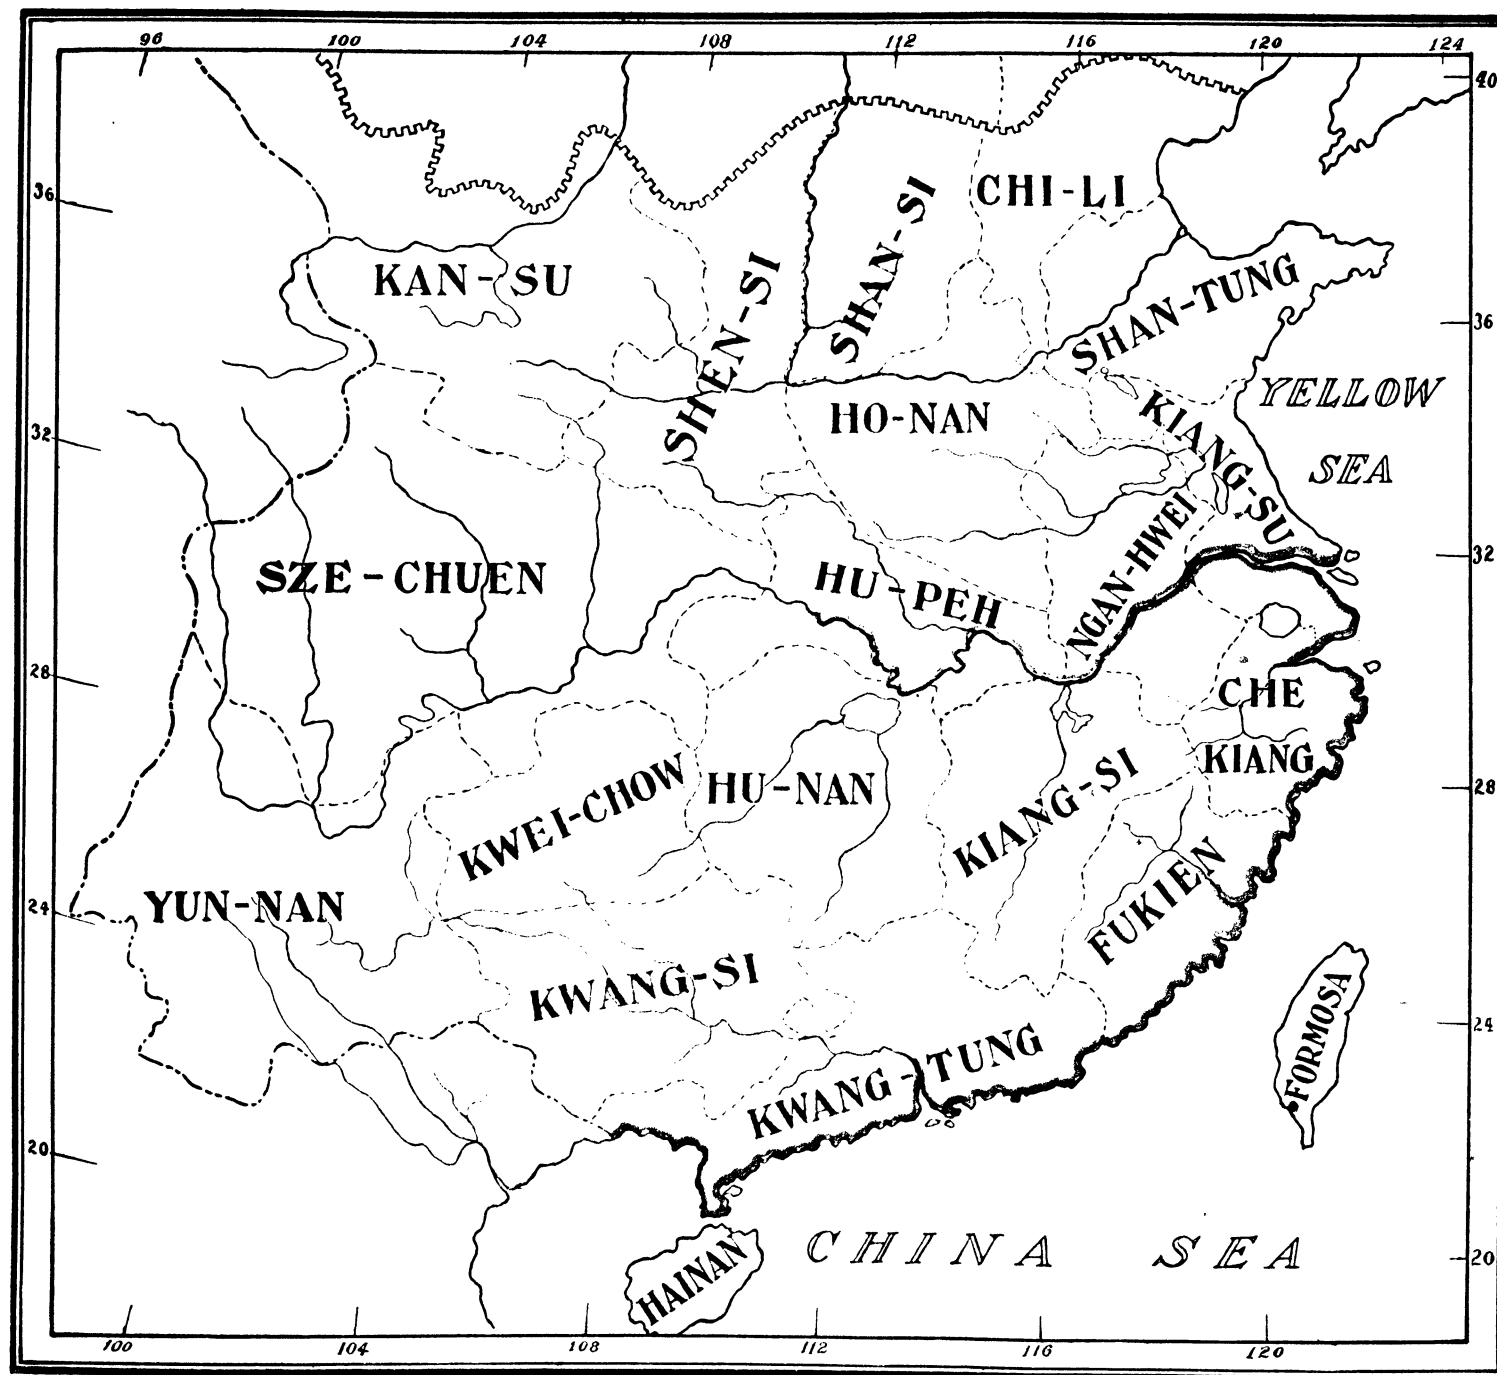 96 100 104 108 112 116 120 124
40
36
CHI-LI
SHAN-SI
KAN-SU
SHEN-SI
SHAN-TUNG
36
YELLOW
SEA
HO-NAN
KIANG-SU
32
NGAN-HWEI
32
SZE-CHUEN
HU-PEH
28
CHE
KIANG
KWEI-CHOW
HU-NAN
KIANG-SI
28
YUN-NAN
24
FUKIEN
KWANG-SI
FORMOSA
24
KWANG-TUNG
20
CHINA SEA
20
HAINAN
100 104 108 112 116 120